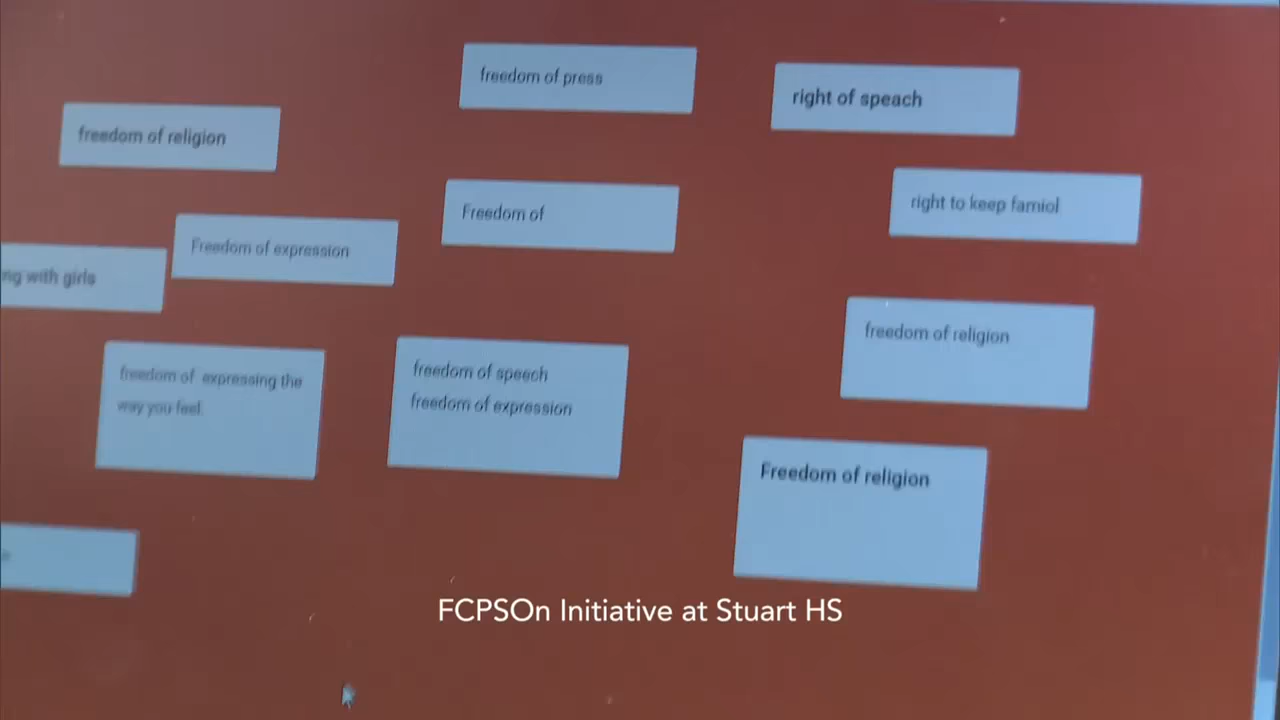 freedom of press
right of speach
freedom of religion
right to keep famiol
Freedom of
Freedom of expression
ng with girls
freedom of religion
freedom of expressing the
way you feel.
freedom of speech
freedom of expression
Freedom of religion
FCPSOn Initiative at Stuart HS